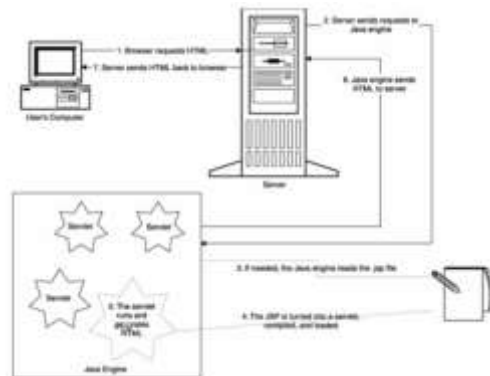 1. Browser requests HTML
7. Server sends HTML back to browser
User's Computer
2. Server sends requests to
Java engine
6. Java engine sends
HTML to server
Server
Servlet
Servlet
Servlet
3. If needed, the Java engine reads the .jsp file
5. The servlet
runs and
generates
HTML
4. The JSP is turned into a servlet,
compiled, and loaded
Java Engine